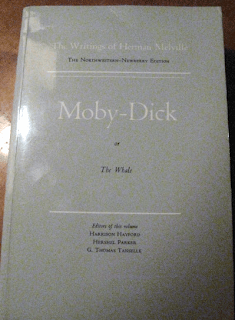 The Writings of Herman Melville
The Northwestern-Newberry Edition
Moby-Dick
or
The Whale
Editors of this volume
Harrison Hayford
Hershel Parker
G. Thomas Tanselle